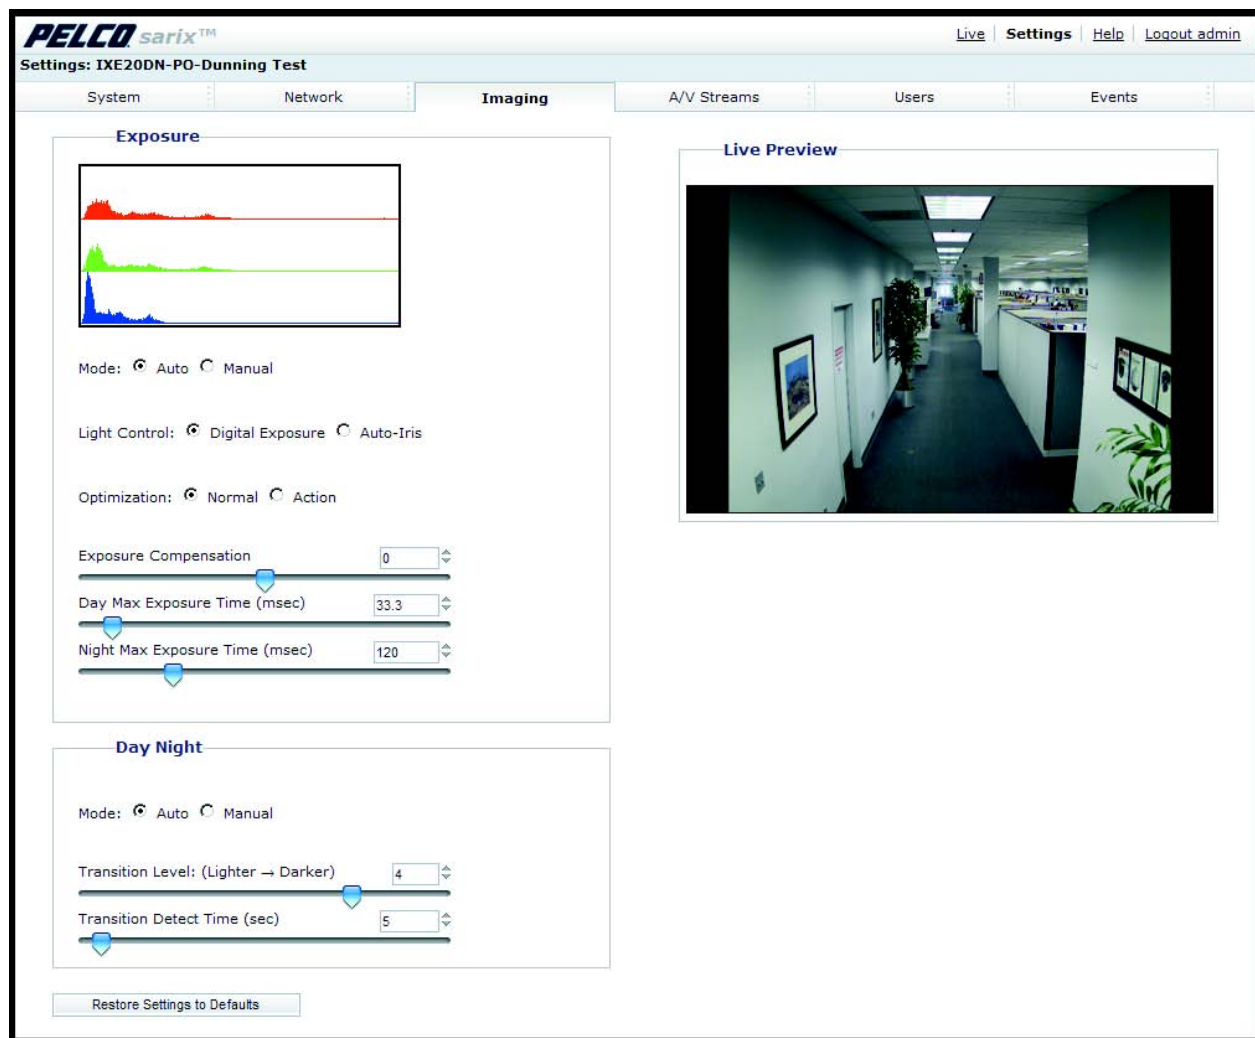 PELCO sarix™
Live Settings Help Logout admin
Settings: IXE20DN-PO-Dunning Test
System Network Imaging A/V Streams Users Events
Exposure
Live Preview
Mode: Auto Manual
Light Control: Digital Exposure Auto-Iris
Optimization: Normal Action
Exposure Compensation 0
Day Max Exposure Time (msec) 33.3
Night Max Exposure Time (msec) 120
Day Night
Mode: Auto Manual
Transition Level: (Lighter → Darker) 4
Transition Detect Time (sec) 5
Restore Settings to Defaults